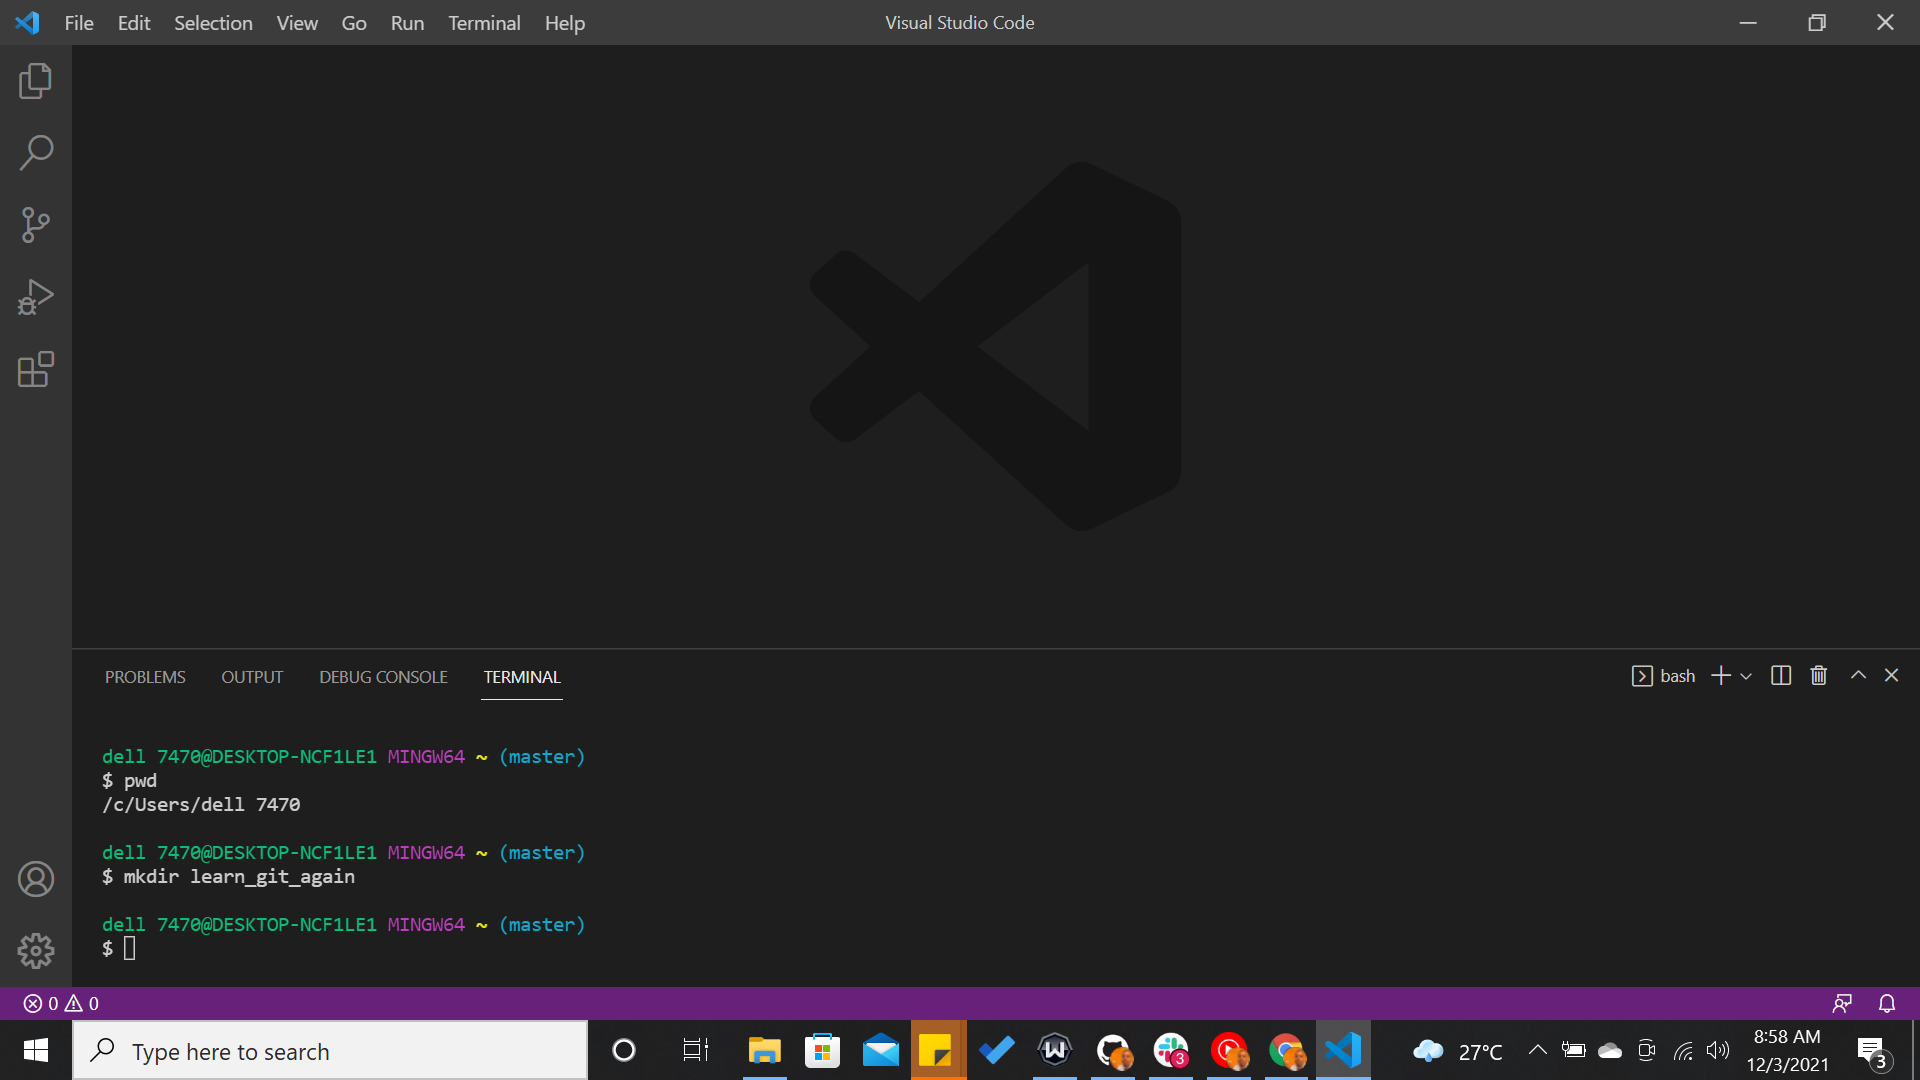 File Edit Selection View Go Run Terminal Help Visual Studio Code
PROBLEMS OUTPUT DEBUG CONSOLE TERMINAL bash
dell 7470@DESKTOP-NCF1LE1 MINGW64 ~ (master)
$ pwd
/c/Users/dell 7470
dell 7470@DESKTOP-NCF1LE1 MINGW64 ~ (master)
$ mkdir learn_git_again
dell 7470@DESKTOP-NCF1LE1 MINGW64 ~ (master)
$
0 0
Type here to search 3 27°C 8:58 AM 3
12/3/2021